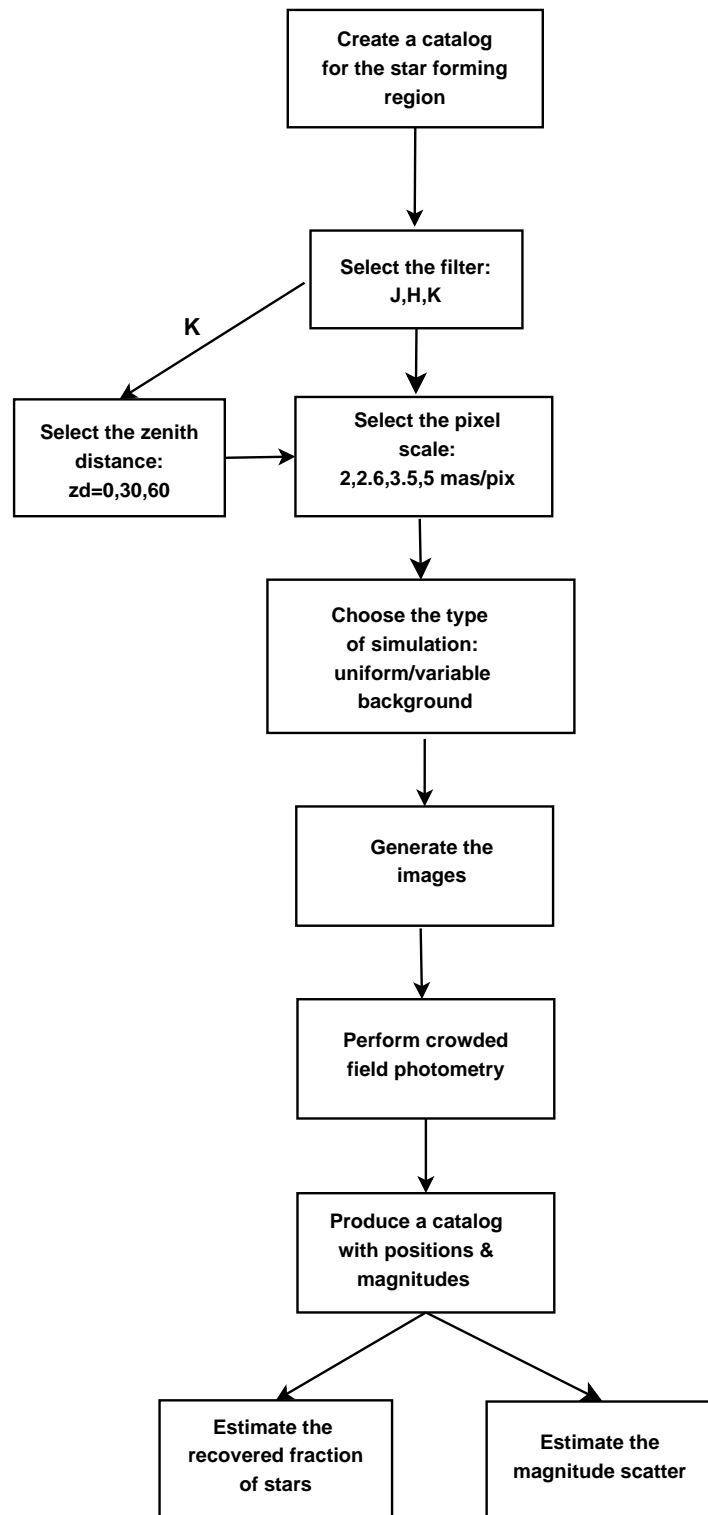 Create a catalog
for the star forming
region
Select the filter:
J,H,K
K
Select the zenith
distance:
zd=0,30,60
Select the pixel
scale:
2,2.6,3.5,5 mas/pix
Choose the type
of simulation:
uniform/variable
background
Generate the
images
Perform crowded
field photometry
Produce a catalog
with positions &
magnitudes
Estimate the
recovered fraction
of stars
Estimate the
magnitude scatter